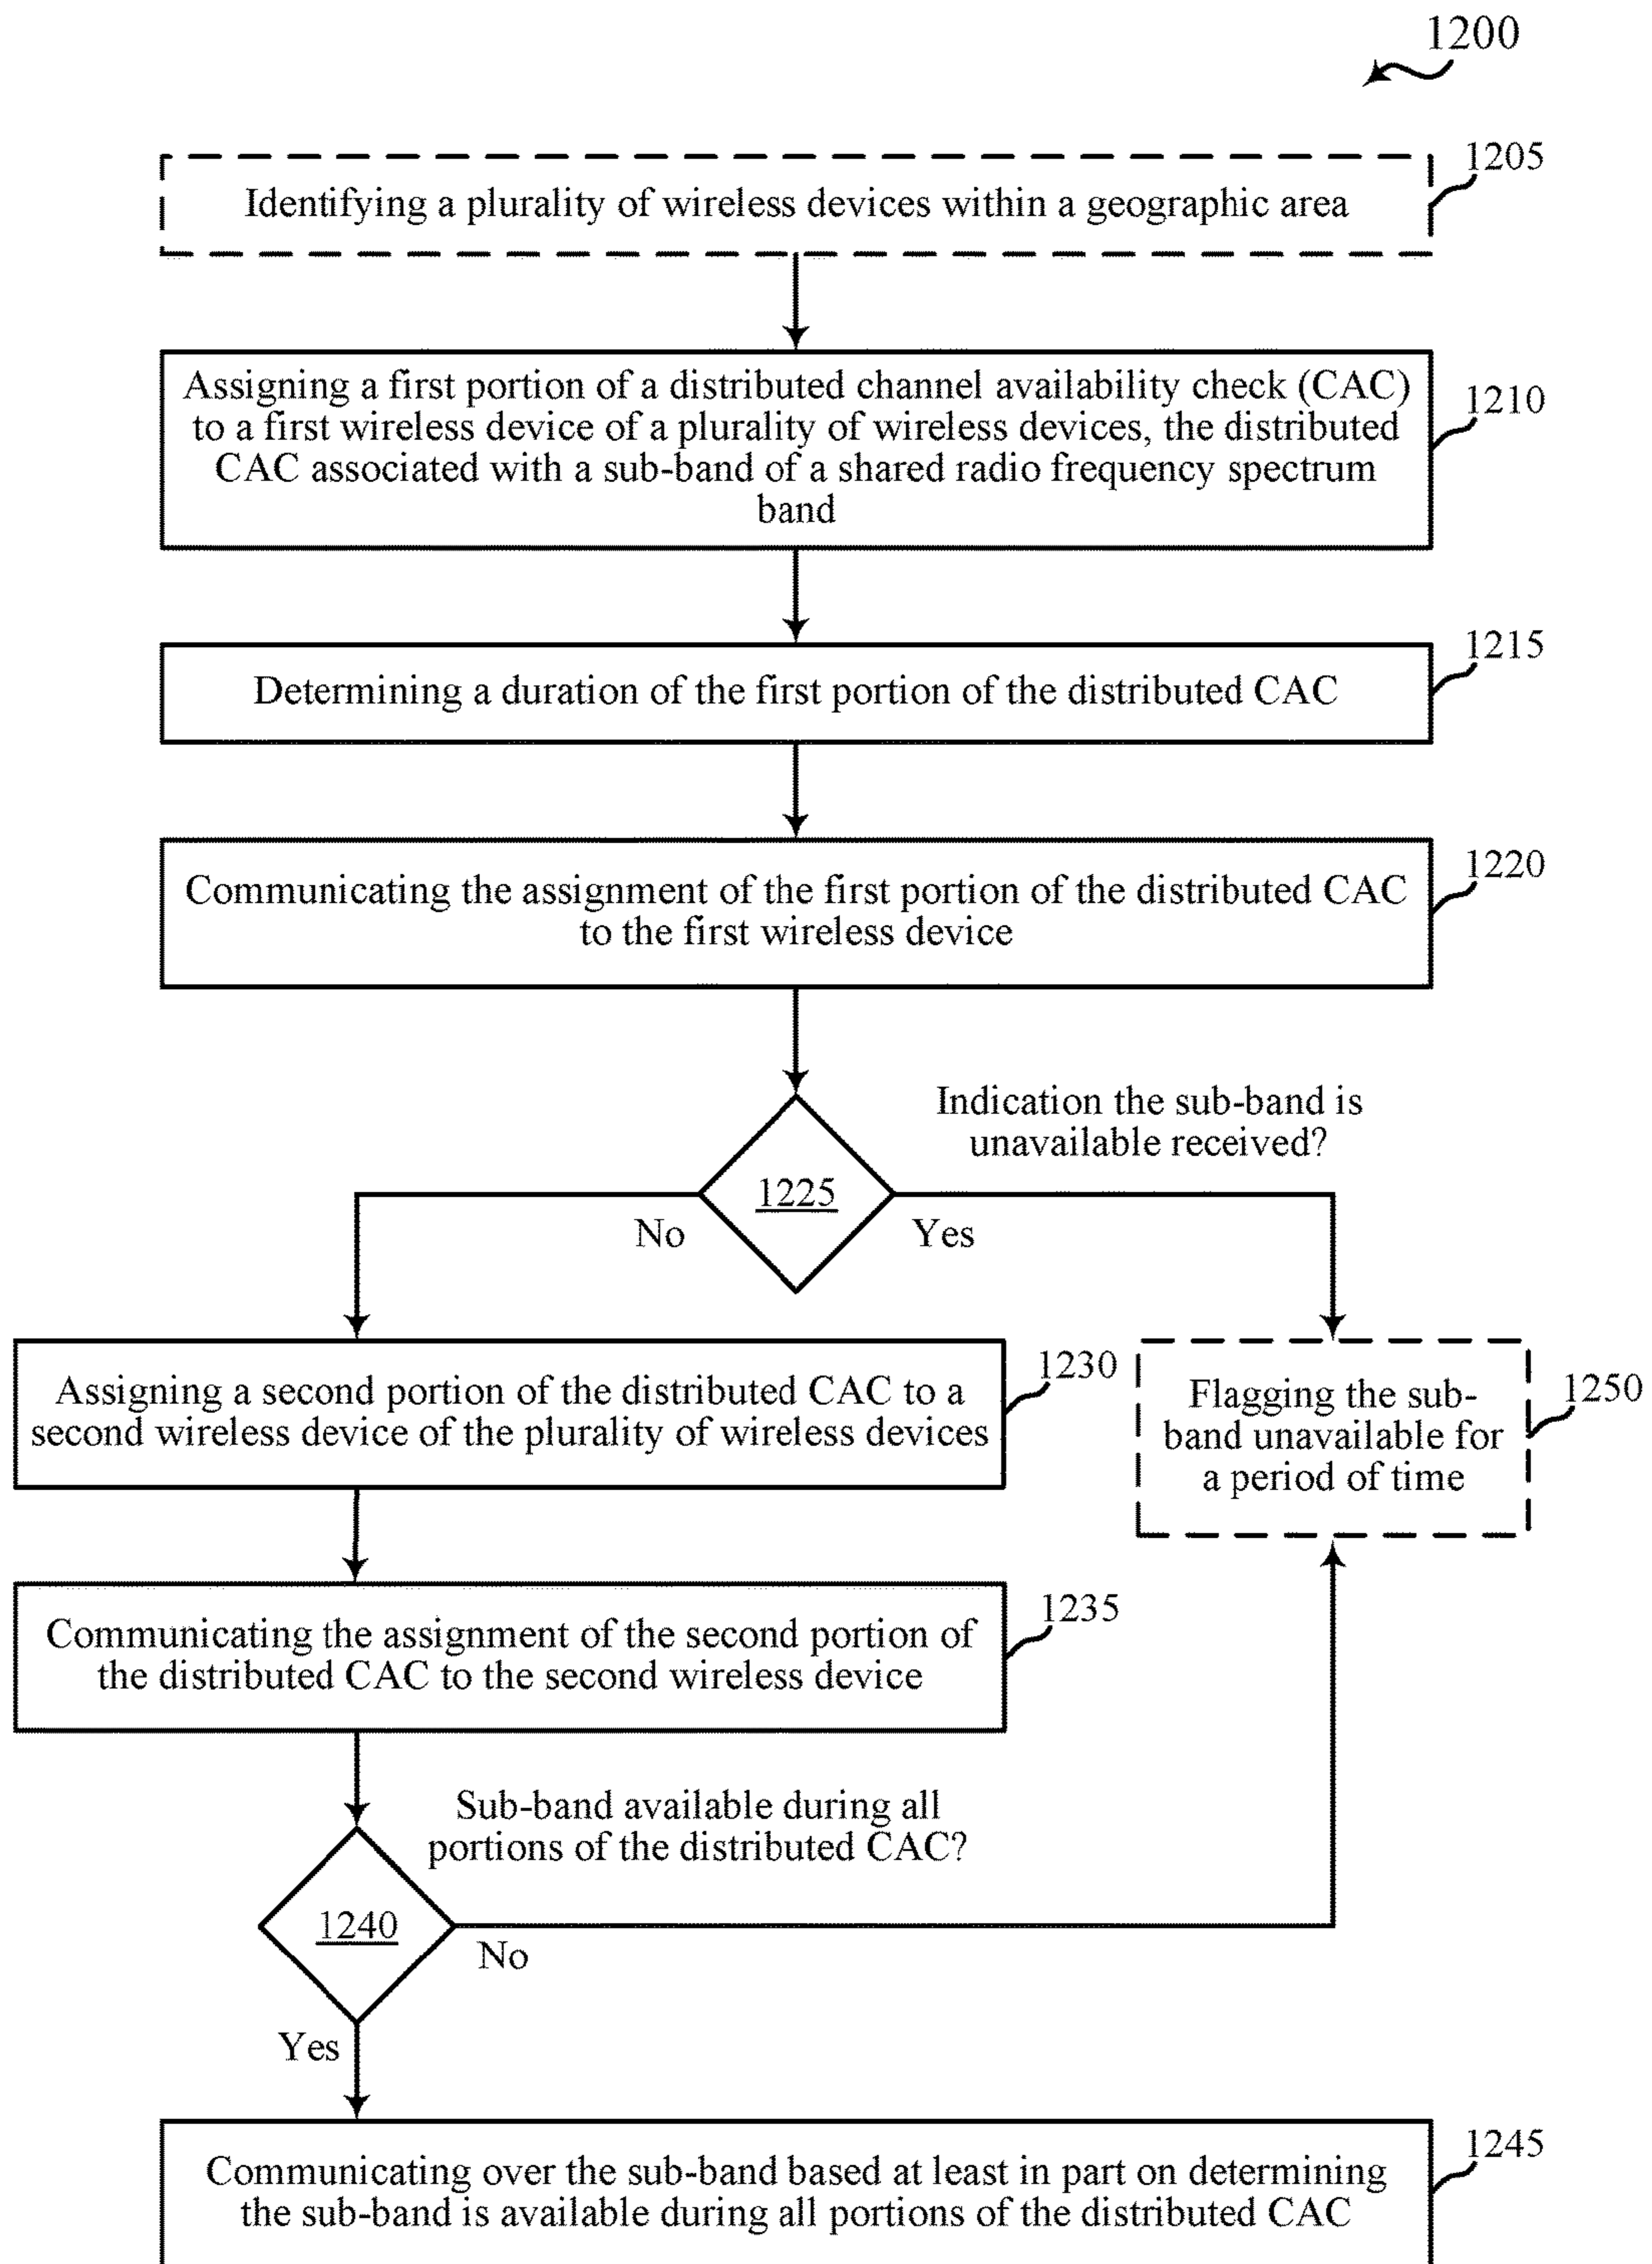 1200
1205
Identifying a plurality of wireless devices within a geographic area
Assigning a first portion of a distributed channel availability check (CAC)
to a first wireless device of a plurality of wireless devices, the distributed
CAC associated with a sub-band of a shared radio frequency spectrum
band
1210
1215
Determining a duration of the first portion of the distributed CAC
1220
Communicating the assignment of the first portion of the distributed CAC
to the first wireless device
Indication the sub-band is
unavailable received?
1225
No
Yes
1230
Assigning a second portion of the distributed CAC to a
second wireless device of the plurality of wireless devices
1250
Flagging the sub-
band unavailable for
a period of time
1235
Communicating the assignment of the second portion of
the distributed CAC to the second wireless device
Sub-band available during all
portions of the distributed CAC?
1240
No
Yes
1245
Communicating over the sub-band based at least in part on determining
the sub-band is available during all portions of the distributed CAC